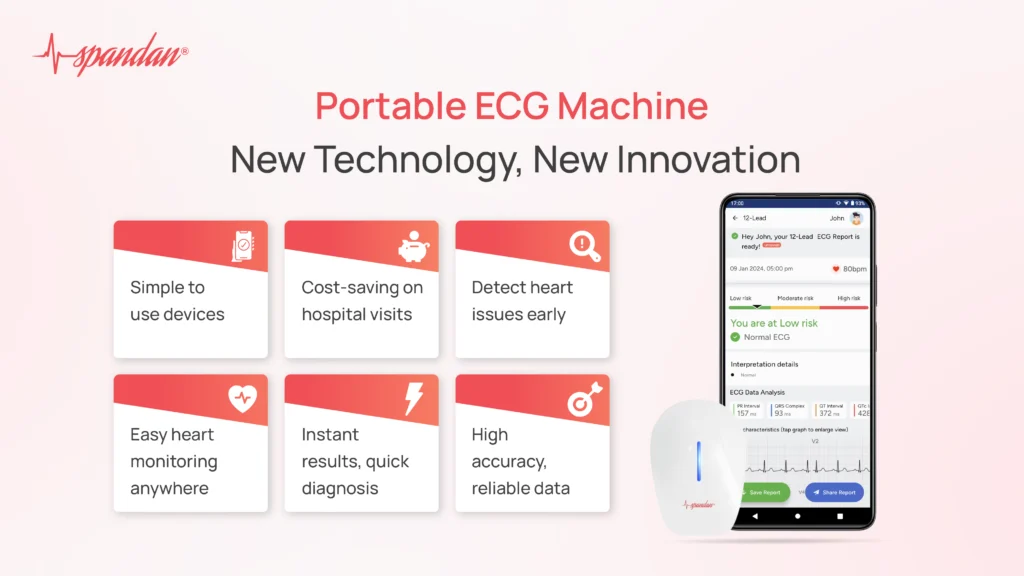 spandan®
Portable ECG Machine
New Technology, New Innovation
Simple to
use devices
Cost-saving on
hospital visits
Detect heart
issues early
Easy heart
monitoring
anywhere
Instant
results, quick
diagnosis
High
accuracy,
reliable data
17:00
93%
12-Lead
John
Hey John, your 12-Lead ECG Report is
ready!
09 Jan 2024, 05:00 pm
80bpm
Low risk
Moderate risk
High risk
You are at Low risk
Normal ECG
Interpretation details
Normal
ECG Data Analysis
PR Interval
157 ms
QRS Complex
93 ms
QT Interval
372 ms
QTc
428
characteristics (tap graph to enlarge view)
V2
Save Report
Share Report
spandan